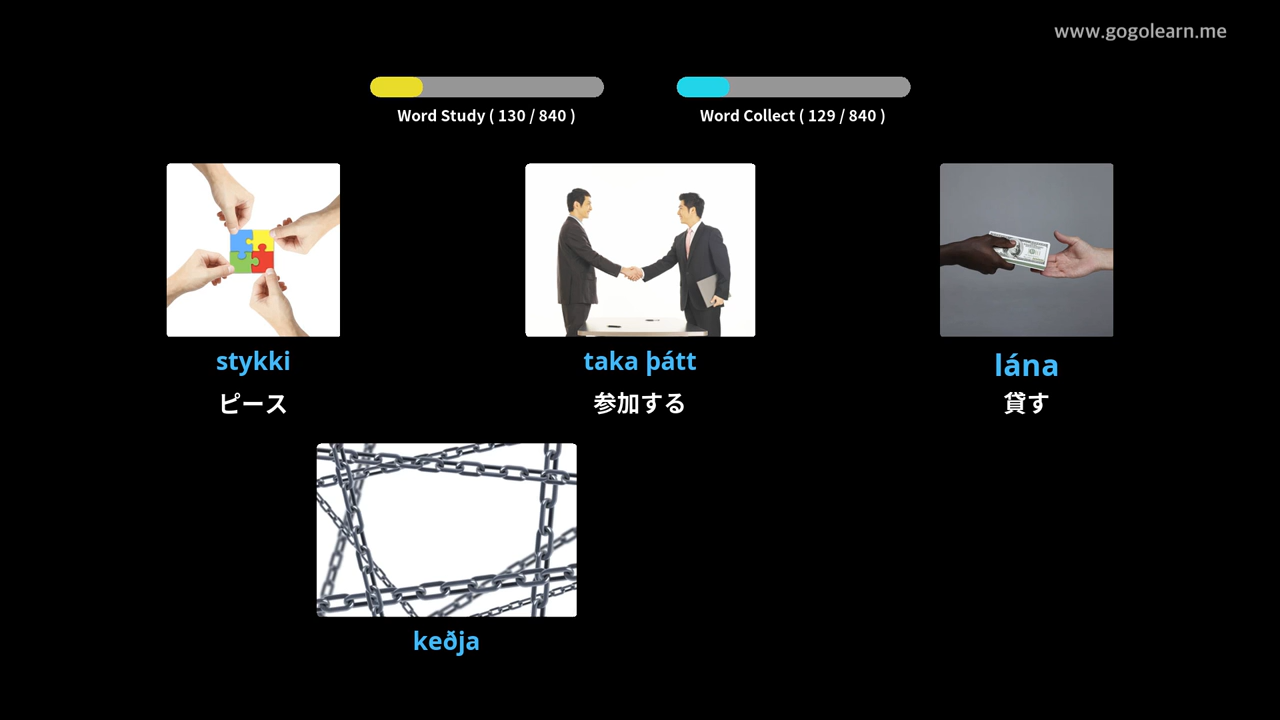 www.gogolearn.me
Word Study ( 130 / 840 )
Word Collect ( 129 / 840 )
stykki
ピース
taka þátt
参加する
lána
貸す
keðja